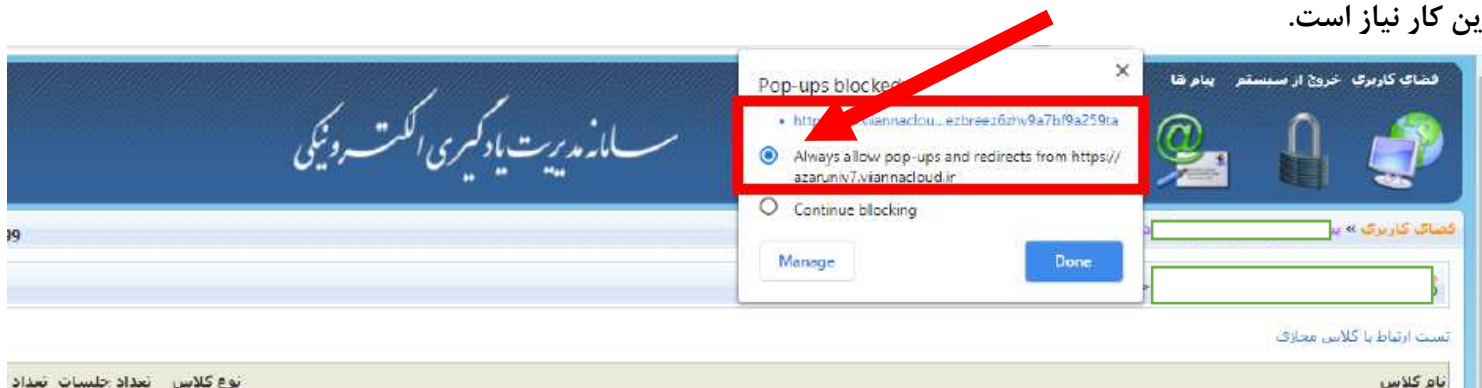 ین کار نیاز است.
فضای کاربری خروج از سیستم پیام ها
سامانه مدیریت یادگیری الکترونیکی
Pop-ups blocked
Always allow pop-ups and redirects from https://
azaruniv7.viannacloud.ir
Continue blocking
Manage
Done
فضای کاربری »
99
تست ارتباط با کلاس مجازی
نام کلاس
نوع کلاس تعداد جلسات تعداد